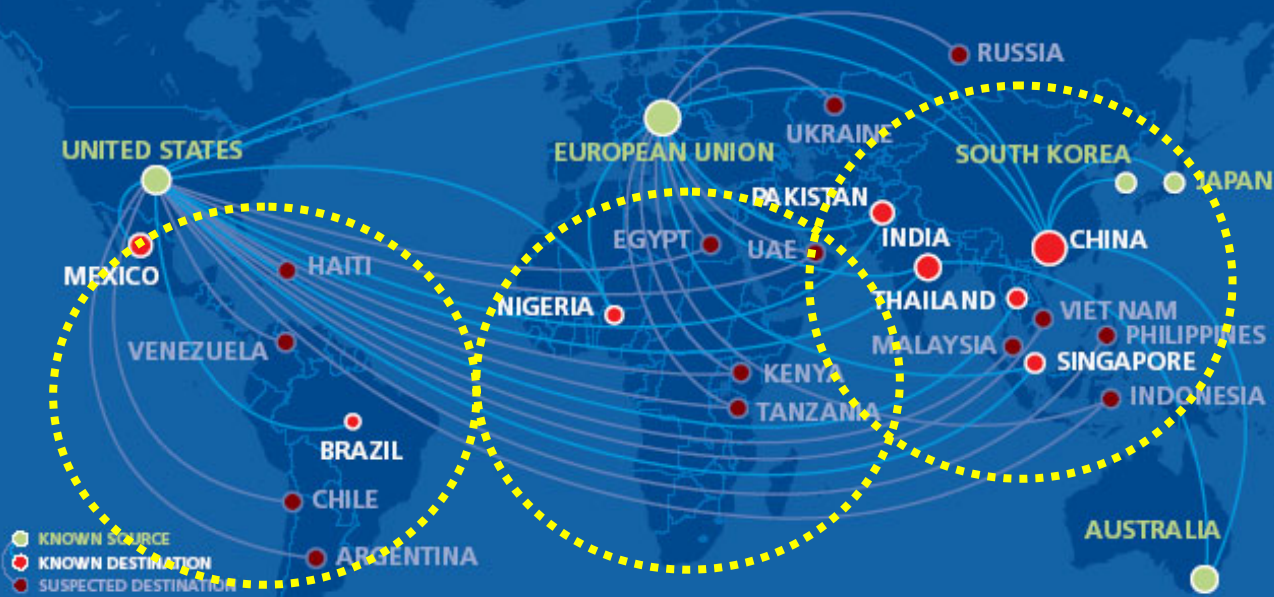 RUSSIA
UKRAINE
UNITED STATES
EUROPEAN UNION
SOUTH KOREA
JAPAN
PAKISTAN
EGYPT
UAE
INDIA
CHINA
MEXICO
HAITI
NIGERIA
THAILAND
VIET NAM
PHILIPPINES
VENEZUELA
MALAYSIA
SINGAPORE
KENYA
TANZANIA
INDONESIA
BRAZIL
CHILE
AUSTRALIA
ARGENTINA
KNOWN SOURCE
KNOWN DESTINATION
SUSPECTED DESTINATION